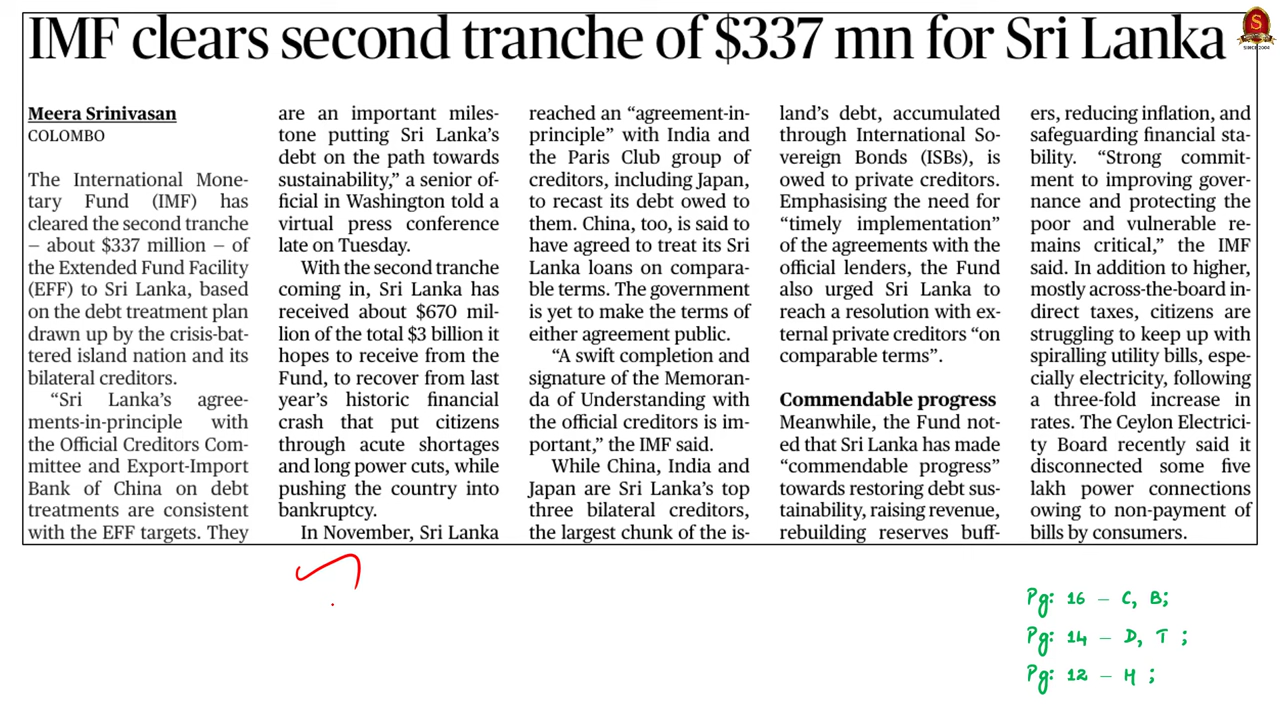 IMF clears second tranche of $337 mn for Sri Lanka
S
SINCE 2004
Meera Srinivasan
COLOMBO
The International Mone-
tary Fund (IMF) has
cleared the second tranche
– about $337 million – of
the Extended Fund Facility
(EFF) to Sri Lanka, based
on the debt treatment plan
drawn up by the crisis-bat-
tered island nation and its
bilateral creditors.
“Sri Lanka’s agree-
ments-in-principle with
the Official Creditors Com-
mittee and Export-Import
Bank of China on debt
treatments are consistent
with the EFF targets. They
are an important miles-
tone putting Sri Lanka’s
debt on the path towards
sustainability,” a senior of-
ficial in Washington told a
virtual press conference
late on Tuesday.
With the second tranche
coming in, Sri Lanka has
received about $670 mil-
lion of the total $3 billion it
hopes to receive from the
Fund, to recover from last
year’s historic financial
crash that put citizens
through acute shortages
and long power cuts, while
pushing the country into
bankruptcy.
In November, Sri Lanka
reached an “agreement-in-
principle” with India and
the Paris Club group of
creditors, including Japan,
to recast its debt owed to
them. China, too, is said to
have agreed to treat its Sri
Lanka loans on compara-
ble terms. The government
is yet to make the terms of
either agreement public.
“A swift completion and
signature of the Memoran-
da of Understanding with
the official creditors is im-
portant,” the IMF said.
While China, India and
Japan are Sri Lanka’s top
three bilateral creditors,
the largest chunk of the is-
land’s debt, accumulated
through International So-
vereign Bonds (ISBs), is
owed to private creditors.
Emphasising the need for
“timely implementation”
of the agreements with the
official lenders, the Fund
also urged Sri Lanka to
reach a resolution with ex-
ternal private creditors “on
comparable terms”.
Commendable progress
Meanwhile, the Fund not-
ed that Sri Lanka has made
“commendable progress”
towards restoring debt sus-
tainability, raising revenue,
rebuilding reserves buff-
ers, reducing inflation, and
safeguarding financial sta-
bility. “Strong commit-
ment to improving gover-
nance and protecting the
poor and vulnerable re-
mains critical,” the IMF
said. In addition to higher,
mostly across-the-board in-
direct taxes, citizens are
struggling to keep up with
spiralling utility bills, espe-
cially electricity, following
a three-fold increase in
rates. The Ceylon Electrici-
ty Board recently said it
disconnected some five
lakh power connections
owing to non-payment of
bills by consumers.
Pg: 16 – C, B;
Pg: 14 – D, T ;
Pg: 12 – H ;